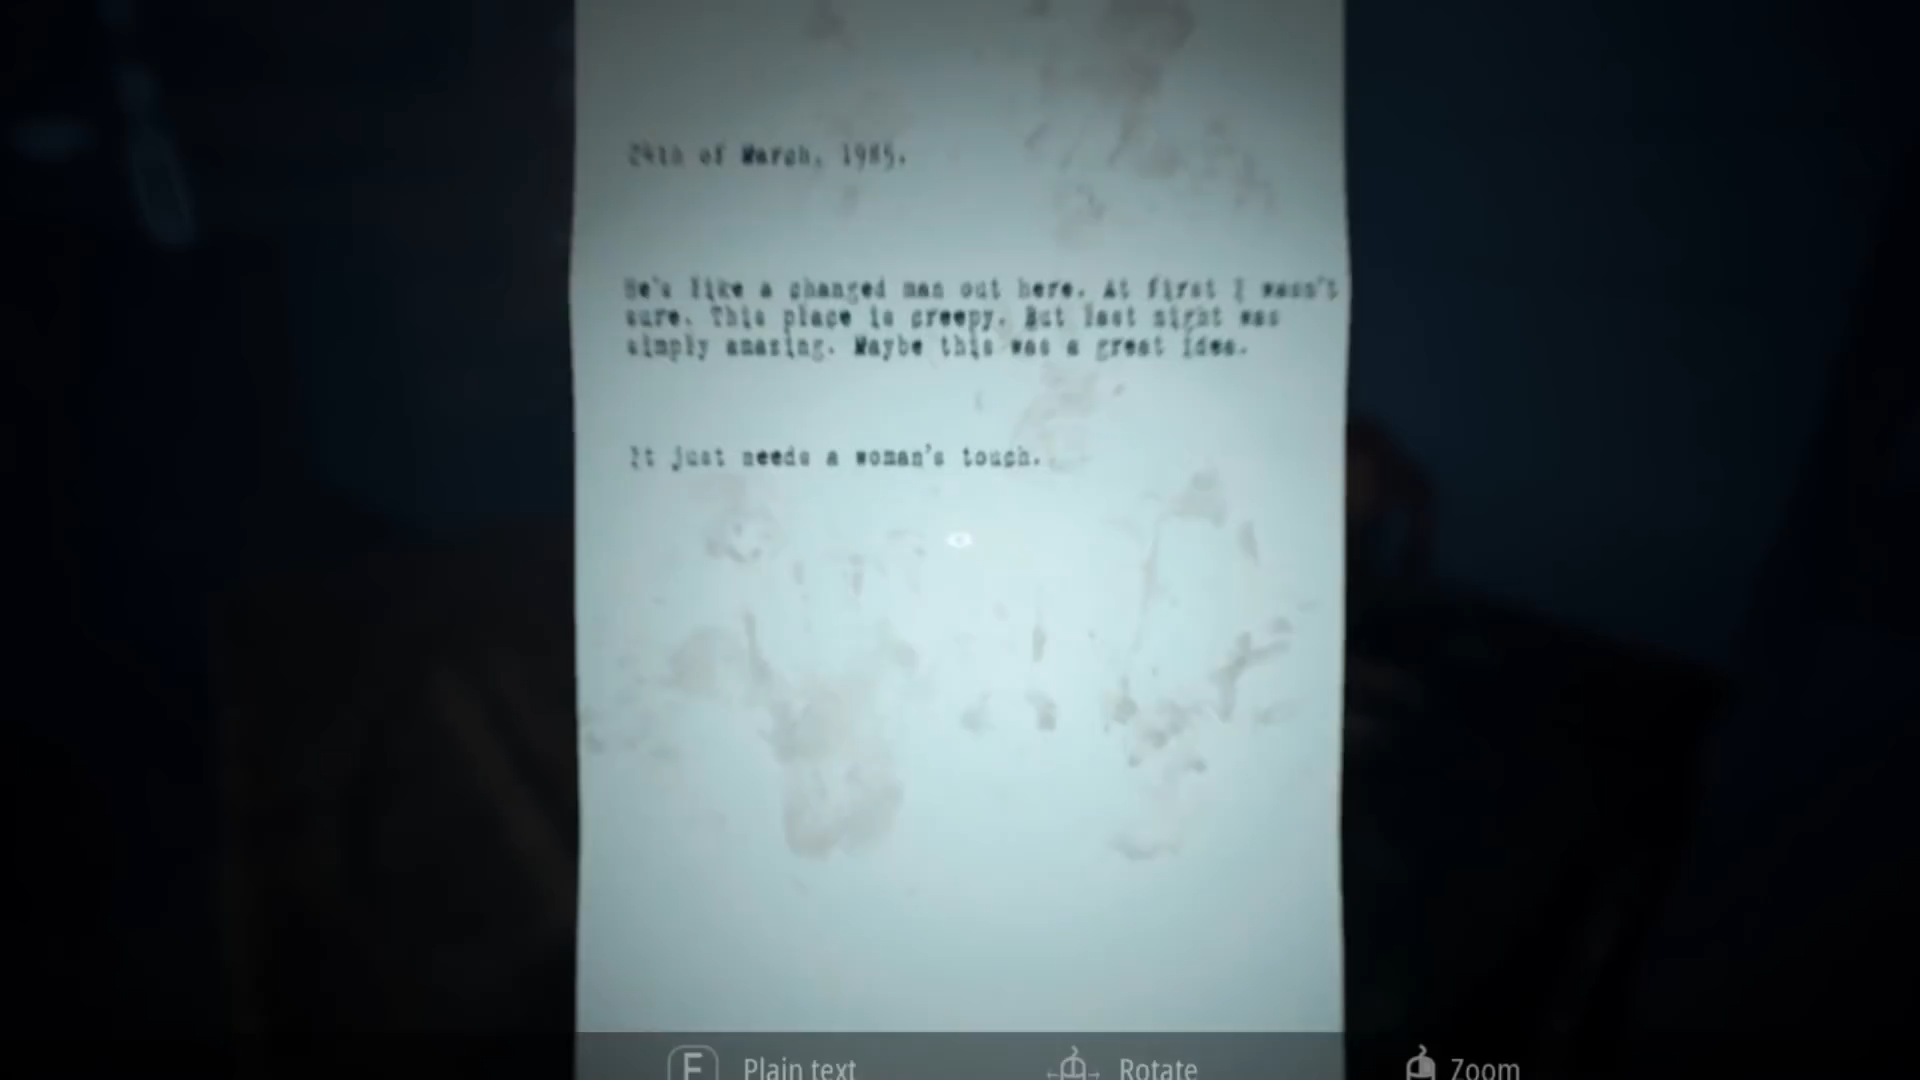 24th of March, 1985.
He's like a changed man out here. At first I wasn't
sure. This place is creepy. But last night was
simply amazing. Maybe this was a great idea.
It just needs a woman's touch.
F Plain text Rotate Zoom